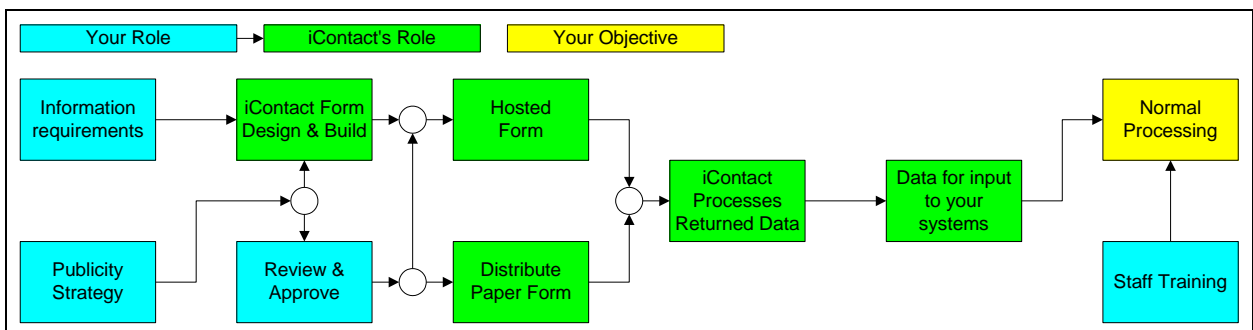 Your Role
iContact's Role
Your Objective
Information
requirements
iContact Form
Design & Build
Hosted
Form
Normal
Processing
iContact
Processes
Returned Data
Data for input
to your
systems
Publicity
Strategy
Review &
Approve
Distribute
Paper Form
Staff Training